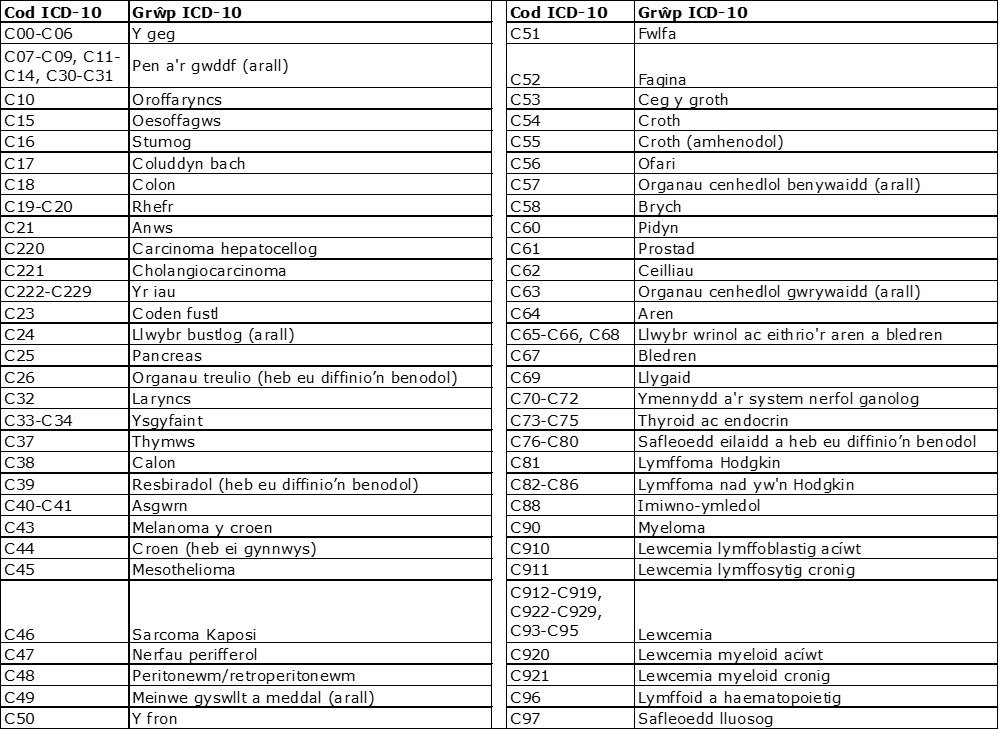 Cod ICD-10 Grŵp ICD-10
C00-C06 Y geg
C07-C09, C11-
C14, C30-C31 Pen a'r gwddf (arall)
C10 Oroffaryncs
C15 Oesoffagws
C16 Stumog
C17 Coluddyn bach
C18 Colon
C19-C20 Rhefr
C21 Anws
C220 Carcinoma hepatocellog
C221 Cholangiocarcinoma
C222-C229 Yr iau
C23 Coden fustl
C24 Llwybr bustlog (arall)
C25 Pancreas
C26 Organau treulio (heb eu diffinio’n benodol)
C32 Laryncs
C33-C34 Ysgyfaint
C37 Thymws
C38 Calon
C39 Resbiradol (heb eu diffinio’n benodol)
C40-C41 Asgwrn
C43 Melanoma y croen
C44 Croen (heb ei gynnwys)
C45 Mesothelioma
C46 Sarcoma Kaposi
C47 Nerfau perifferol
C48 Peritonewm/retroperitonewm
C49 Meinwe gyswllt a meddal (arall)
C50 Y fron
Cod ICD-10 Grŵp ICD-10
C51 Fwlfa
C52 Fagina
C53 Ceg y groth
C54 Croth
C55 Croth (amhenodol)
C56 Ofari
C57 Organau cenhedlol benywaidd (arall)
C58 Brych
C60 Pidyn
C61 Prostad
C62 Ceilliau
C63 Organau cenhedlol gwrywaidd (arall)
C64 Aren
C65-C66, C68 Llwybr wrinol ac eithrio'r aren a bledren
C67 Bledren
C69 Llygaid
C70-C72 Ymennydd a'r system nerfol ganolog
C73-C75 Thyroid ac endocrin
C76-C80 Safleoedd eilaidd a heb eu diffinio’n benodol
C81 Lymffoma Hodgkin
C82-C86 Lymffoma nad yw'n Hodgkin
C88 Imiwno-ymledol
C90 Myeloma
C910 Lewcemia lymffoblastig acíwt
C911 Lewcemia lymffosytig cronig
C912-C919,
C922-C929,
C93-C95 Lewcemia
C920 Lewcemia myeloid acíwt
C921 Lewcemia myeloid cronig
C96 Lymffoid a haematopoietig
C97 Safleoedd lluosog